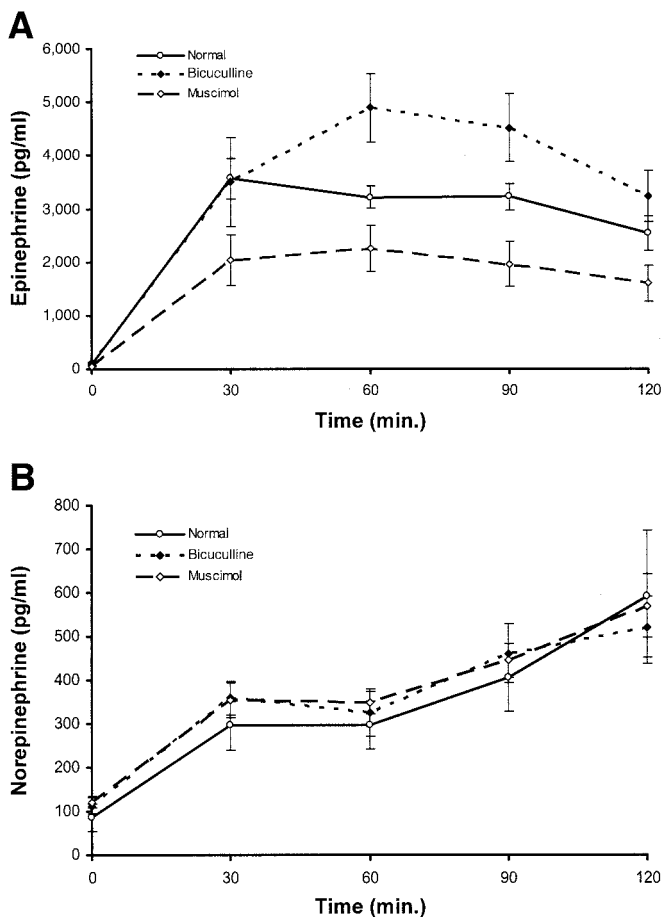 A
Epinephrine (pg/ml)
6,000
5,000
4,000
3,000
2,000
1,000
0
Normal
Bicuculline
Muscimol
0 30 60 90 120
Time (min.)
B
Norepinephrine (pg/ml)
800
700
600
500
400
300
200
100
0
Normal
Bicuculline
Muscimol
0 30 60 90 120
Time (min.)